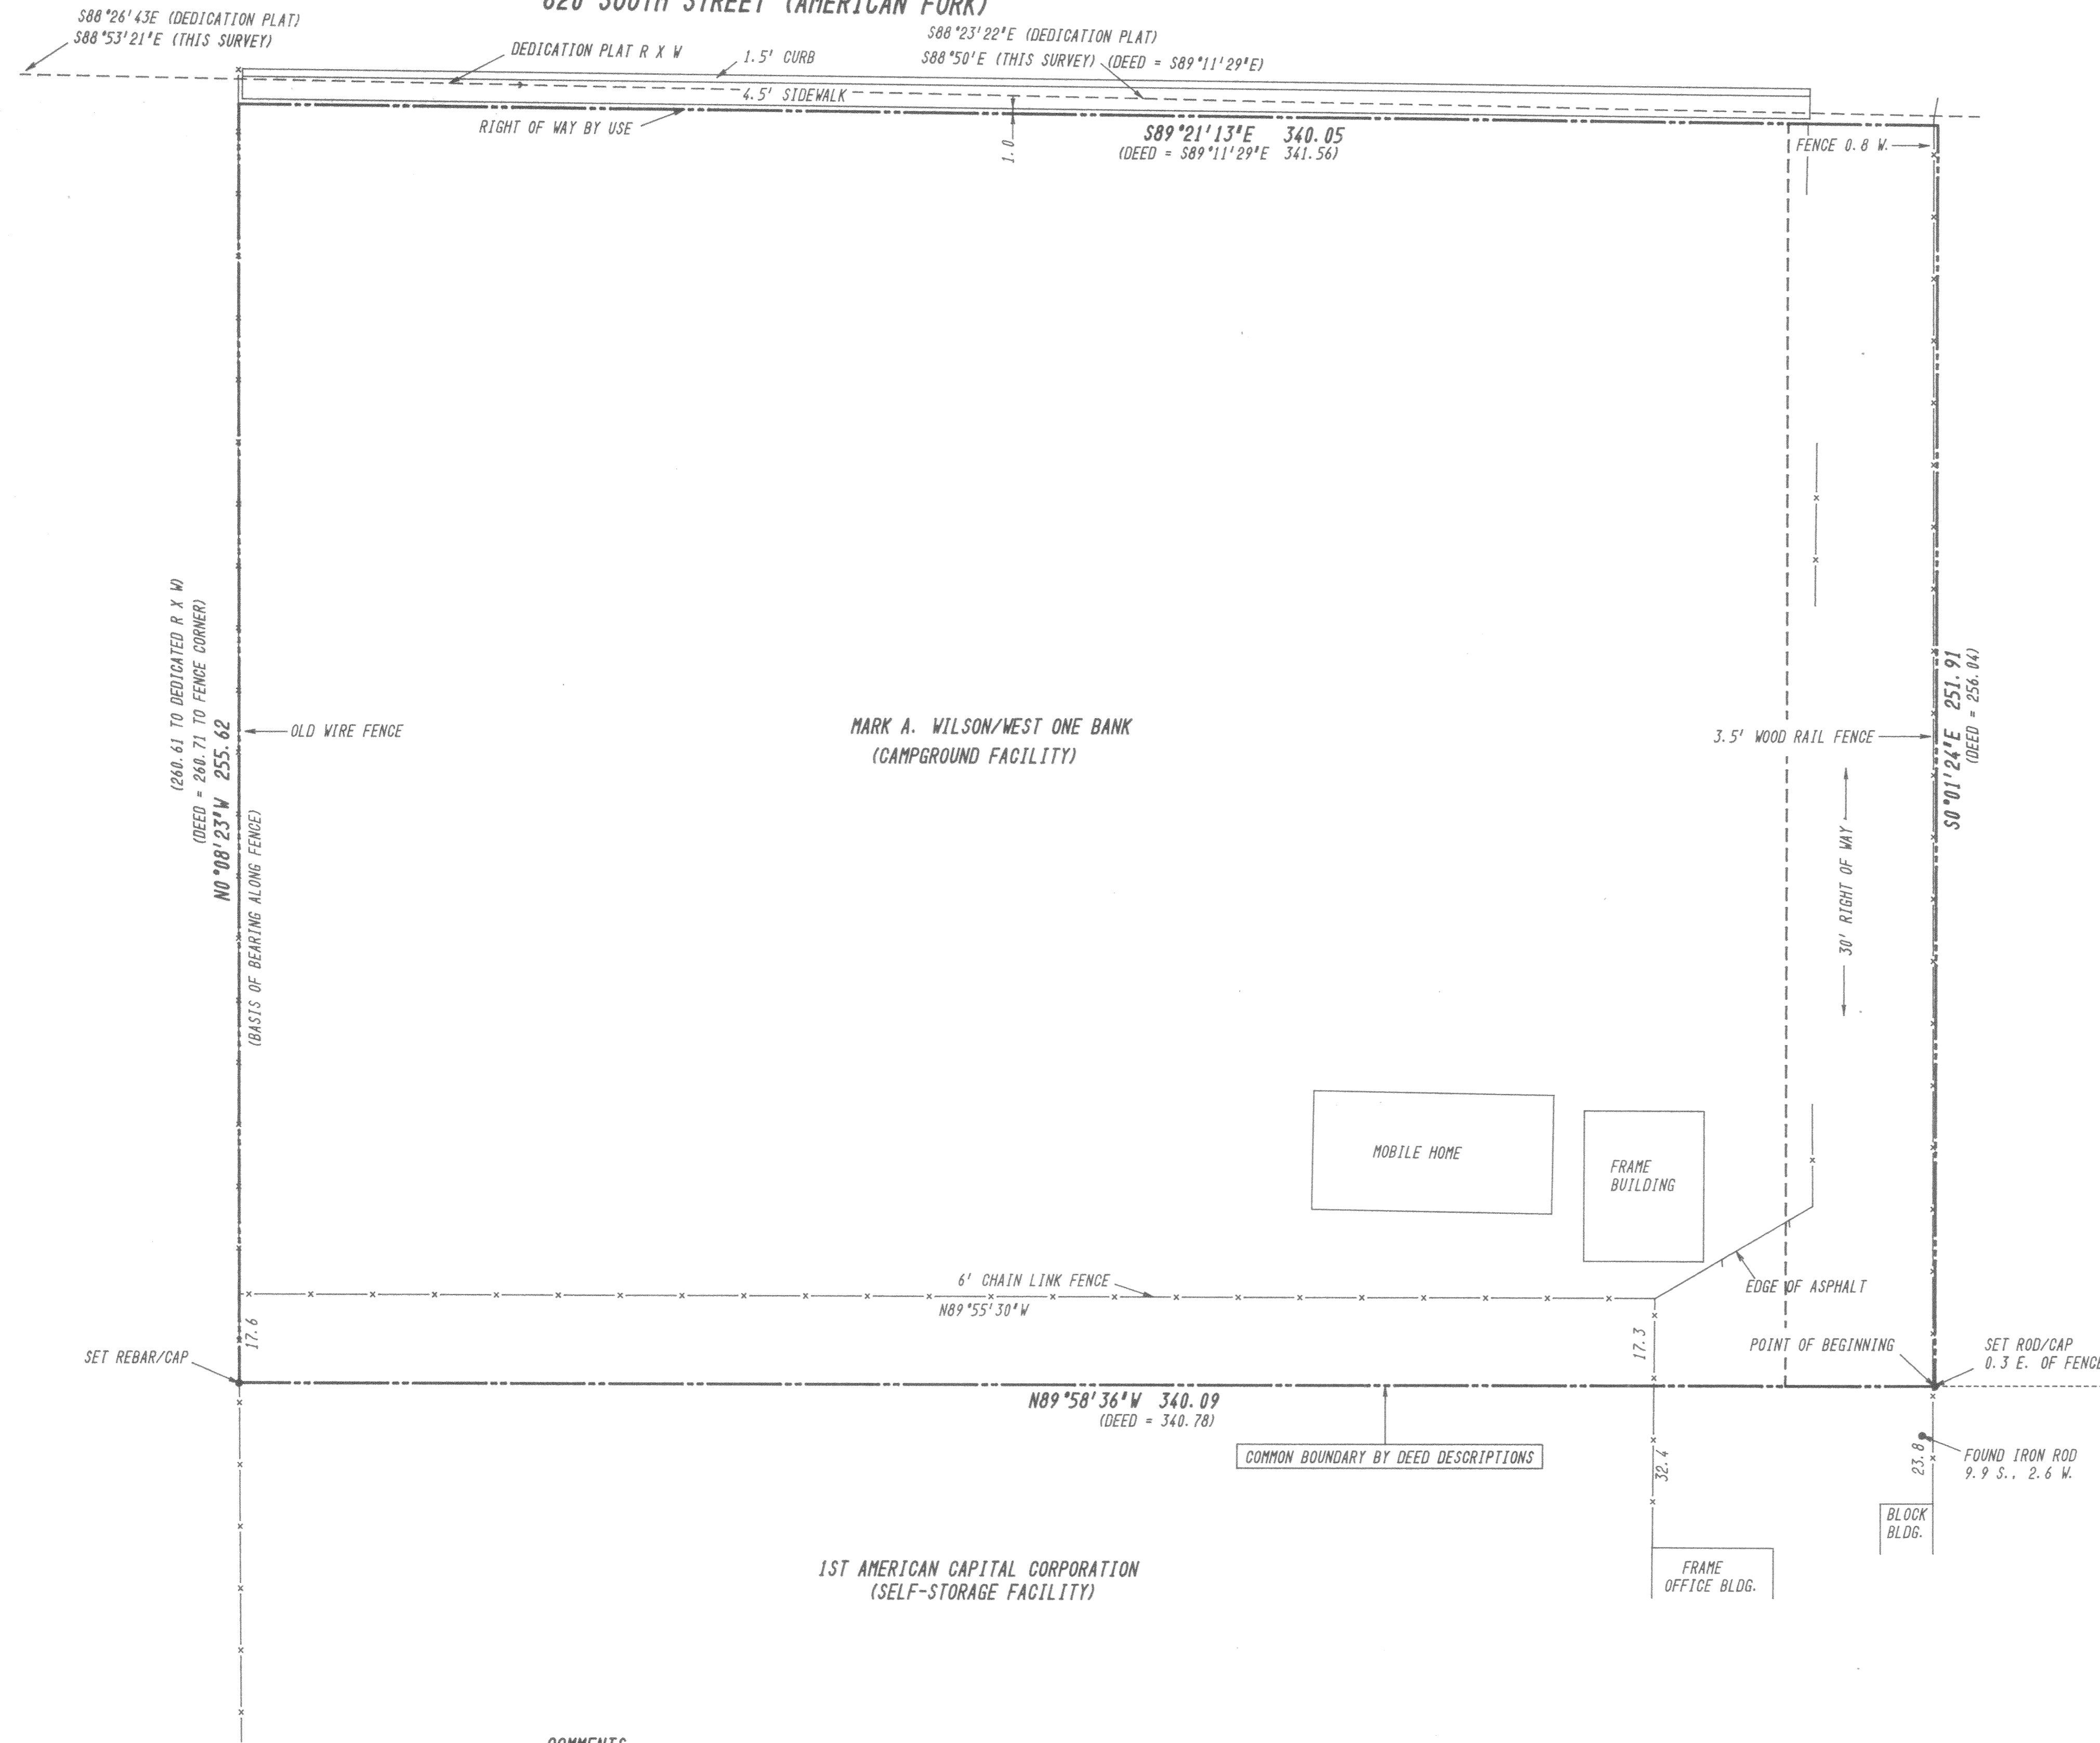 820 SOUTH STREET (AMERICAN FORK)
S88°26'43E (DEDICATION PLAT)
S88°53'21"E (THIS SURVEY)
DEDICATION PLAT R X W
1.5' CURB
S88°23'22"E (DEDICATION PLAT)
S88°50'E (THIS SURVEY) (DEED = S89°11'29"E)
4.5' SIDEWALK
RIGHT OF WAY BY USE
1.0
S89°21'13"E 340.05
(DEED = S89°11'29"E 341.56)
FENCE 0.8 W.
(260.61 TO DEDICATED R X W)
(DEED = 260.71 TO FENCE CORNER)
N0°08'23"W 255.62
(BASIS OF BEARING ALONG FENCE)
OLD WIRE FENCE
MARK A. WILSON/WEST ONE BANK
(CAMPGROUND FACILITY)
3.5' WOOD RAIL FENCE
30' RIGHT OF WAY
S0°01'24"E 251.91
(DEED = 256.04)
MOBILE HOME
FRAME
BUILDING
6' CHAIN LINK FENCE
N89°55'30"W
EDGE OF ASPHALT
17.6
17.3
SET REBAR/CAP
POINT OF BEGINNING
SET ROD/CAP
0.3 E. OF FENCE
N89°58'36"W 340.09
(DEED = 340.78)
COMMON BOUNDARY BY DEED DESCRIPTIONS
32.4
23.8
FOUND IRON ROD
9.9 S., 2.6 W.
BLOCK
BLDG.
1ST AMERICAN CAPITAL CORPORATION
(SELF-STORAGE FACILITY)
FRAME
OFFICE BLDG.
COMMENTS